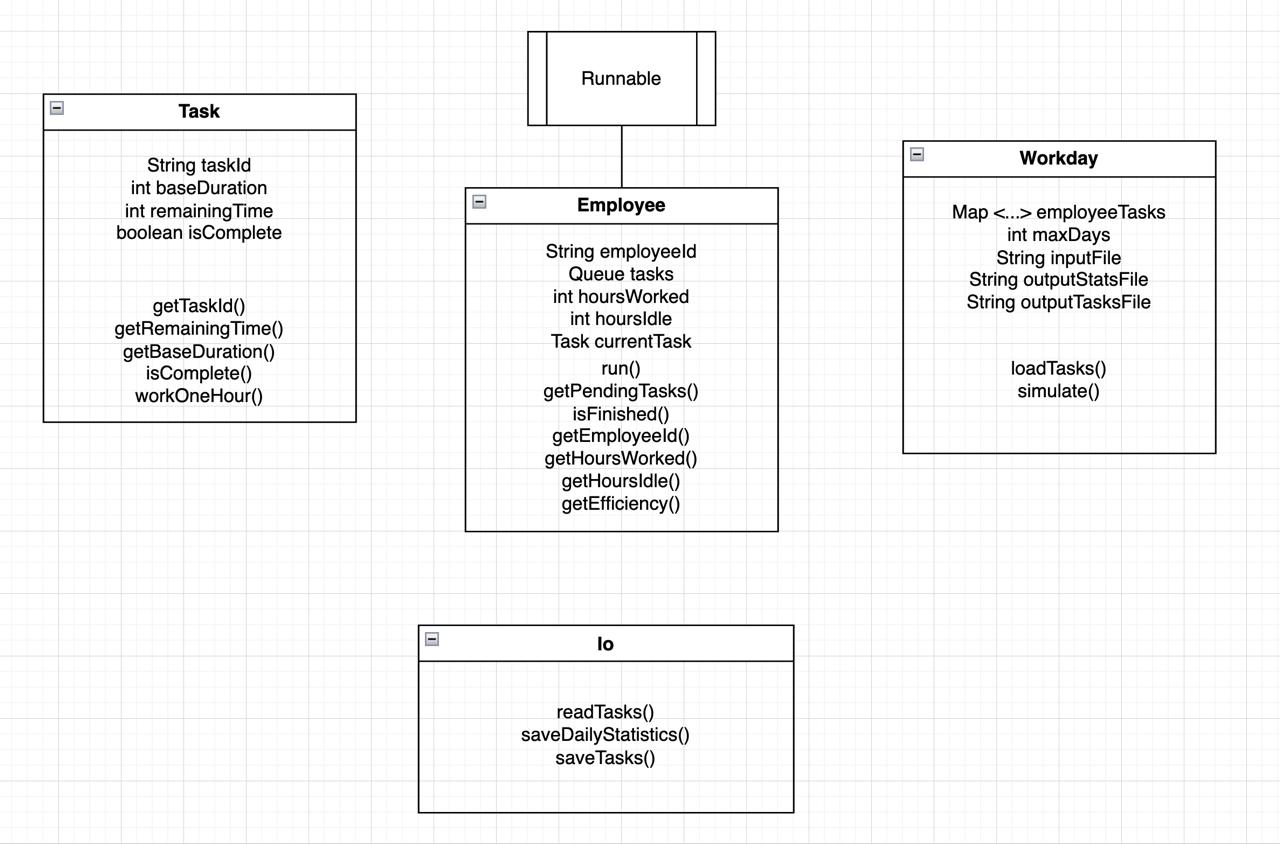 Runnable
Task
String taskId
int baseDuration
int remainingTime
boolean isComplete
getTaskId()
getRemainingTime()
getBaseDuration()
isComplete()
workOneHour()
Employee
String employeeId
Queue tasks
int hoursWorked
int hoursIdle
Task currentTask
run()
getPendingTasks()
isFinished()
getEmployeeId()
getHoursWorked()
getHoursIdle()
getEfficiency()
Workday
Map <...> employeeTasks
int maxDays
String inputFile
String outputStatsFile
String outputTasksFile
loadTasks()
simulate()
Io
readTasks()
saveDailyStatistics()
saveTasks()